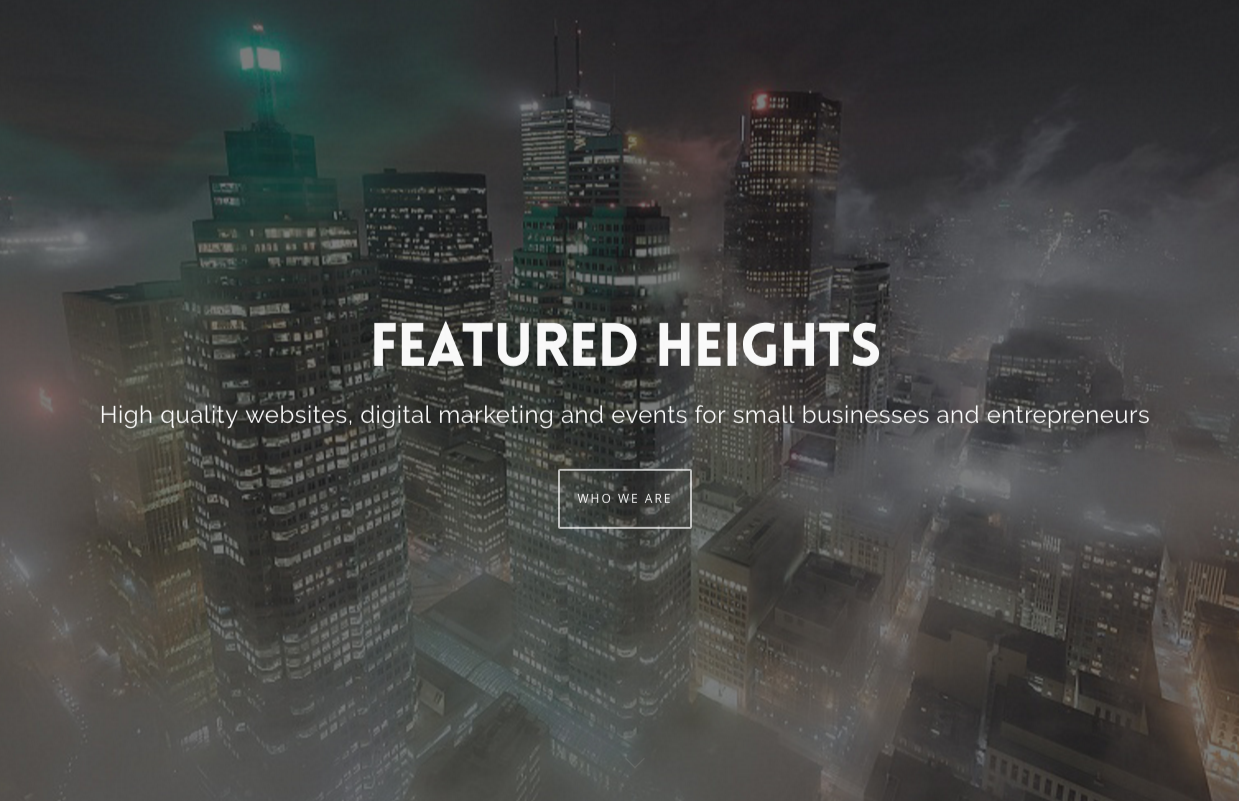 FEATURED HEIGHTS
High quality websites, digital marketing and events for small businesses and entrepreneurs
WHO WE ARE